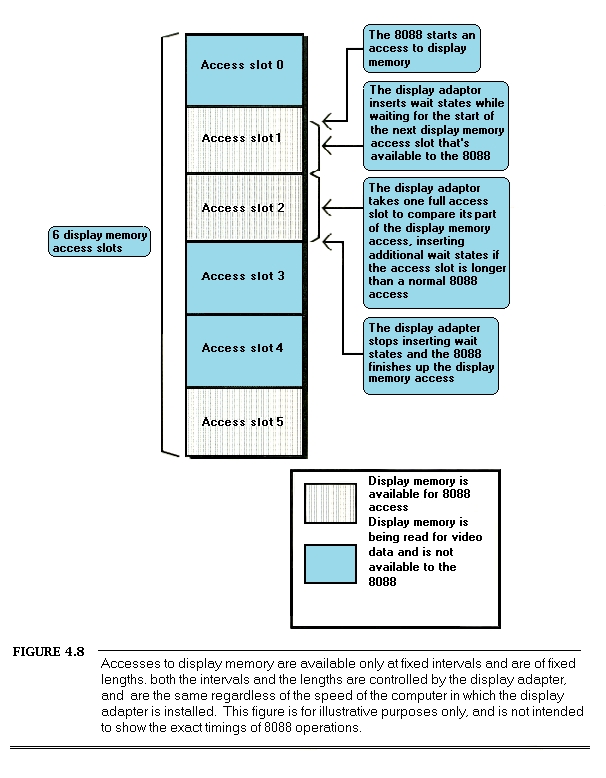 Access slot 0
Access slot 1
Access slot 2
Access slot 3
Access slot 4
Access slot 5
6 display memory
access slots
The 8088 starts an
access to display
memory
The display adaptor
inserts wait states while
waiting for the start of
the next display memory
access slot that's
available to the 8088
The display adaptor
takes one full access
slot to compare its part
of the display memory
access, inserting
additional wait states if
the access slot is longer
than a normal 8088
access
The display adapter
stops inserting wait
states and the 8088
finishes up the display
memory access
Display memory is
available for 8088
access
Display memory is
being read for video
data and is not
available to the
8088
FIGURE 4.8
Accesses to display memory are available only at fixed intervals and are of fixed
lengths. both the intervals and the lengths are controlled by the display adapter,
and are the same regardless of the speed of the computer in which the display
adapter is installed. This figure is for illustrative purposes only, and is not intended
to show the exact timings of 8088 operations.